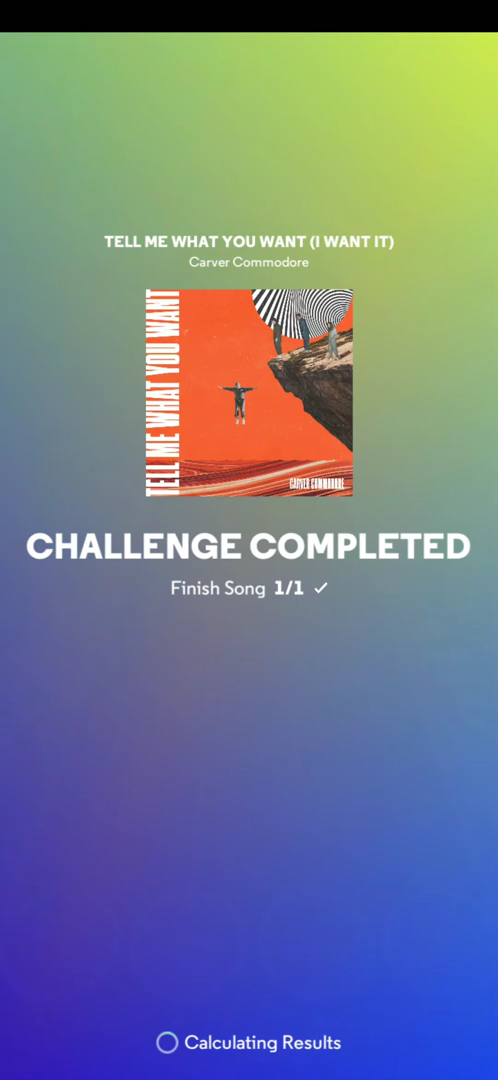 TELL ME WHAT YOU WANT (I WANT IT)
Carver Commodore
TELL ME WHAT YOU WANT
CARVER COMMODORE
CHALLENGE COMPLETED
Finish Song 1/1 ✓
Calculating Results